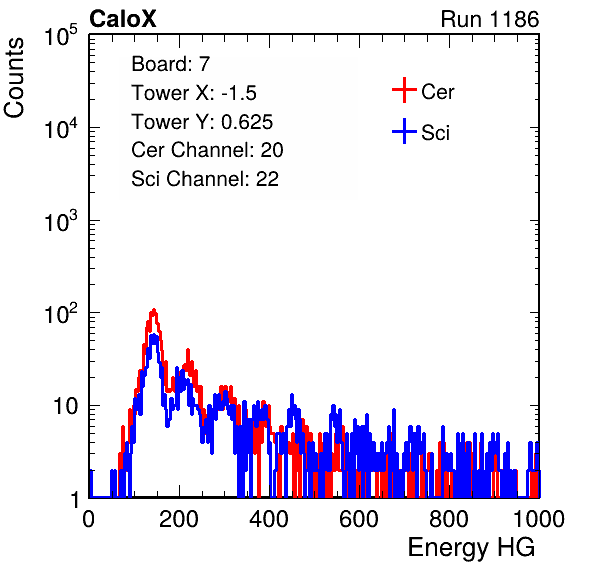 CaloX Run 1186
Counts
10^5
10^4
10^3
10^2
10
1
Board: 7
Tower X: -1.5
Tower Y: 0.625
Cer Channel: 20
Sci Channel: 22
Cer
Sci
0 200 400 600 800 1000
Energy HG